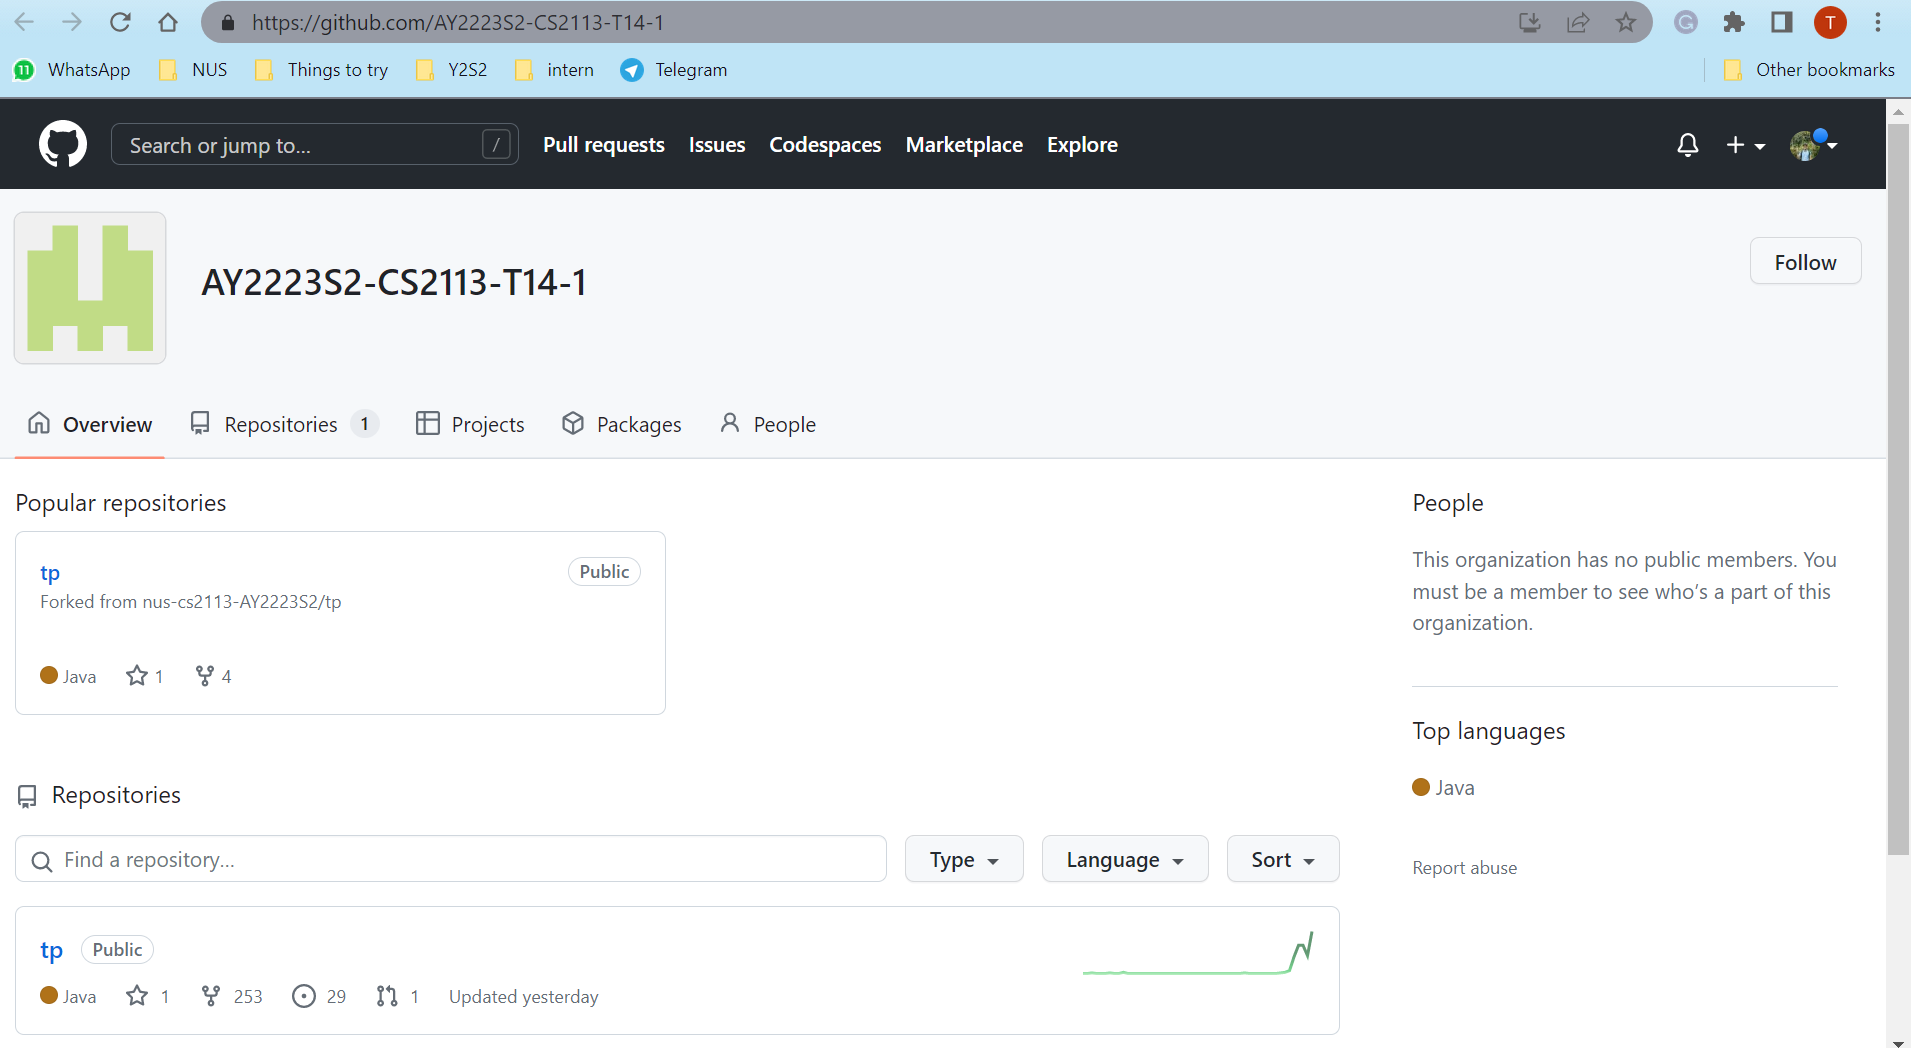 https://github.com/AY2223S2-CS2113-T14-1
G
T
11 WhatsApp NUS Things to try Y2S2 intern Telegram Other bookmarks
Search or jump to... / Pull requests Issues Codespaces Marketplace Explore
AY2223S2-CS2113-T14-1
Follow
Overview Repositories 1 Projects Packages People
Popular repositories
tp Public
Forked from nus-cs2113-AY2223S2/tp
Java 1 4
People
This organization has no public members. You
must be a member to see who's a part of this
organization.
Top languages
Java
Report abuse
Repositories
Find a repository... Type Language Sort
tp Public
Java 1 253 29 1 Updated yesterday